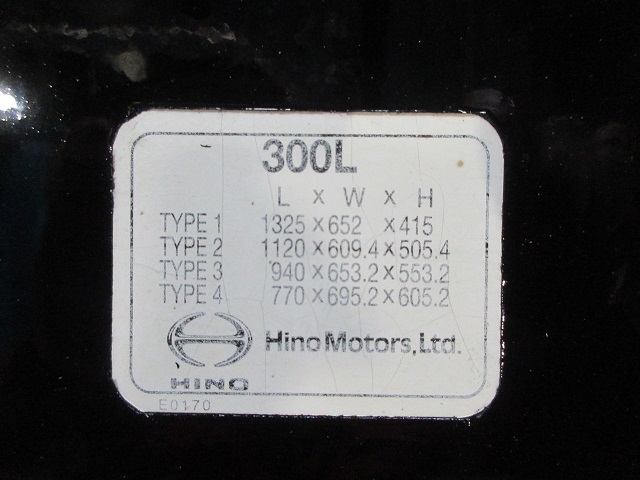 300L
L x W x H
TYPE 1 1325 x 652 x 415
TYPE 2 1120 x 609.4 x 505.4
TYPE 3 940 x 653.2 x 553.2
TYPE 4 770 x 695.2 x 605.2
Hino Motors, Ltd.
HINO
E0170